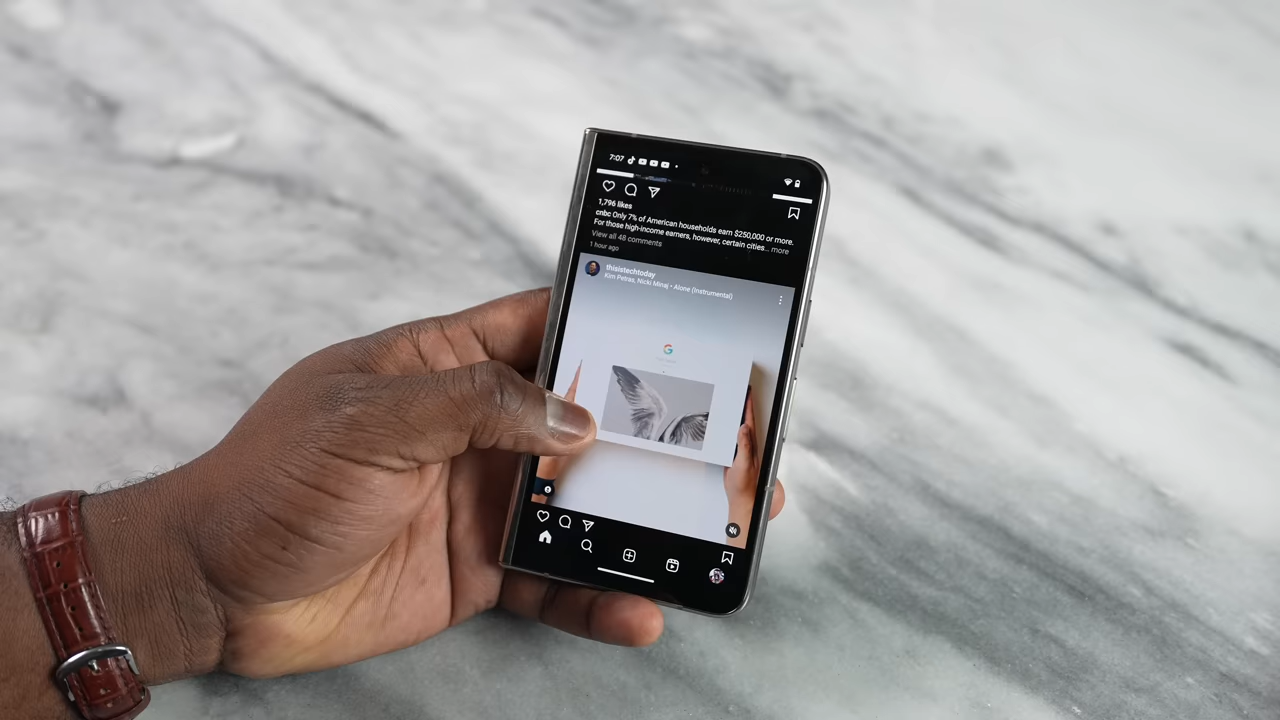 7:07
1,796 likes
cnbc Only 7% of American households earn $250,000 or more.
For those high-income earners, however, certain cities... more
View all 48 comments
1 hour ago
thisistechtoday
Kim Petras, Nicki Minaj • Alone (Instrumental)
G